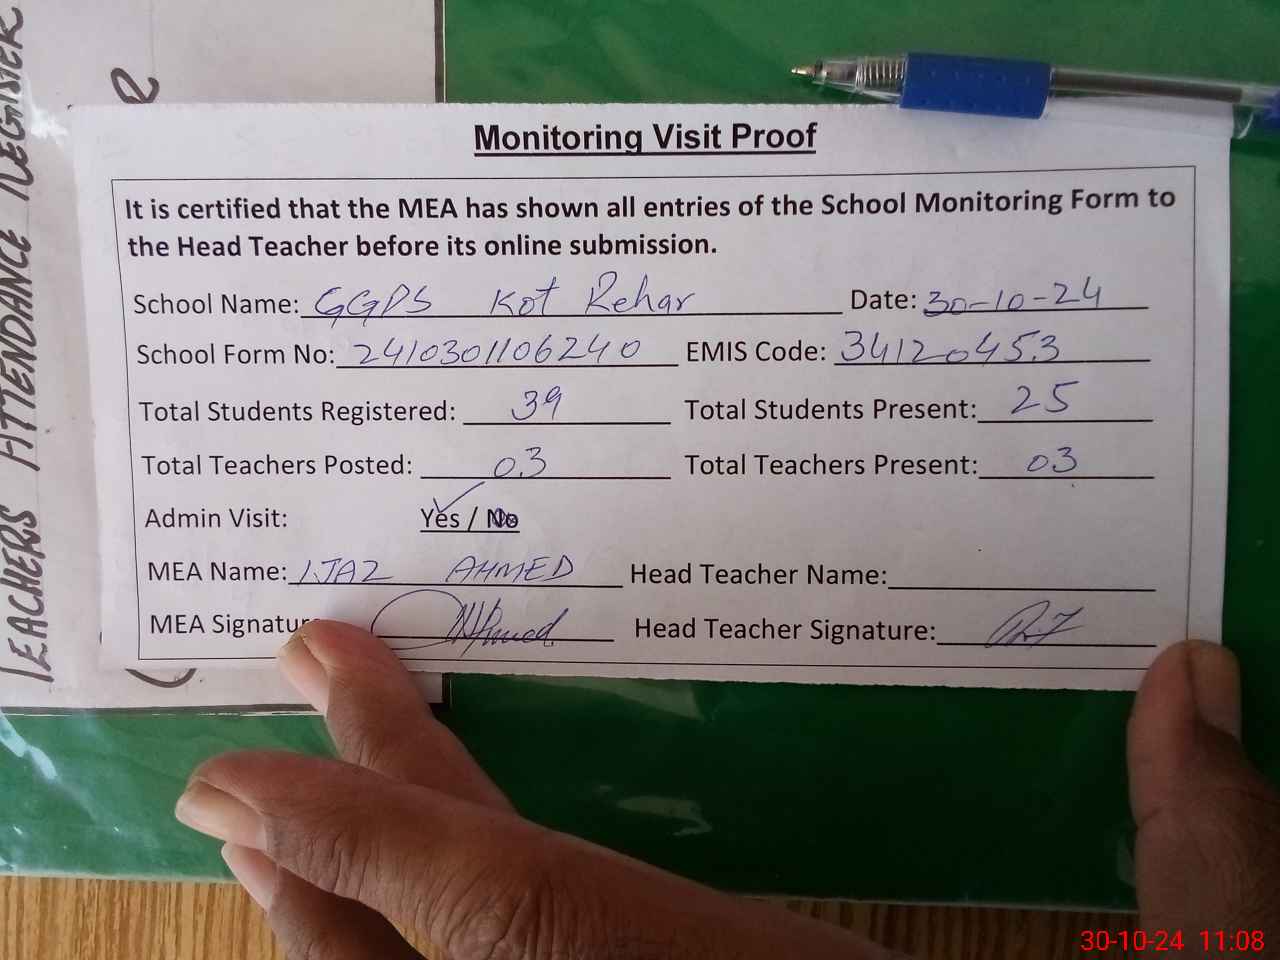 TEACHERS ATTENDANCE REGISTER
Monitoring Visit Proof
It is certified that the MEA has shown all entries of the School Monitoring Form to
the Head Teacher before its online submission.
School Name: GGPS Kot Rehar Date: 30-10-24
School Form No: 2410301106240 EMIS Code: 34120453
Total Students Registered: 39 Total Students Present: 25
Total Teachers Posted: 03 Total Teachers Present: 03
Admin Visit: Yes / No
MEA Name: IJAZ AHMED Head Teacher Name:
MEA Signature Head Teacher Signature:
30-10-24 11:08